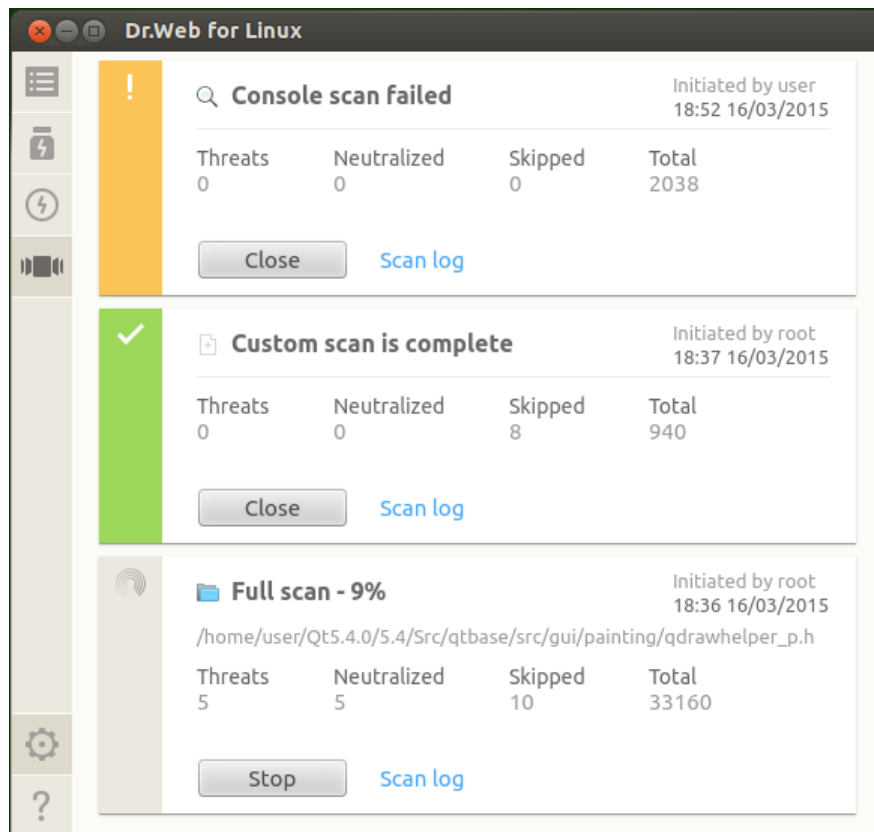 Dr.Web for Linux
Console scan failed
Initiated by user
18:52 16/03/2015
Threats Neutralized Skipped Total
0 0 0 2038
Close Scan log
Custom scan is complete
Initiated by root
18:37 16/03/2015
Threats Neutralized Skipped Total
0 0 8 940
Close Scan log
Full scan - 9%
Initiated by root
18:36 16/03/2015
/home/user/Qt5.4.0/5.4/Src/qtbase/src/gui/painting/qdrawhelper_p.h
Threats Neutralized Skipped Total
5 5 10 33160
Stop Scan log